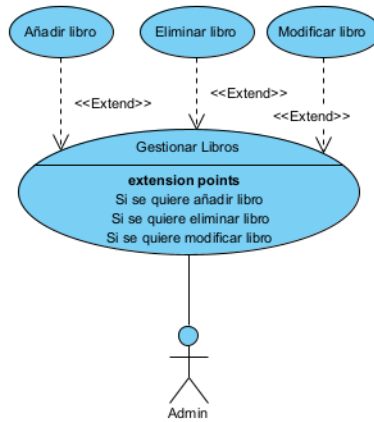 Añadir libro
Eliminar libro
Modificar libro
<<Extend>>
<<Extend>>
<<Extend>>
Gestionar Libros
extension points
Si se quiere añadir libro
Si se quiere eliminar libro
Si se quiere modificar libro
Admin